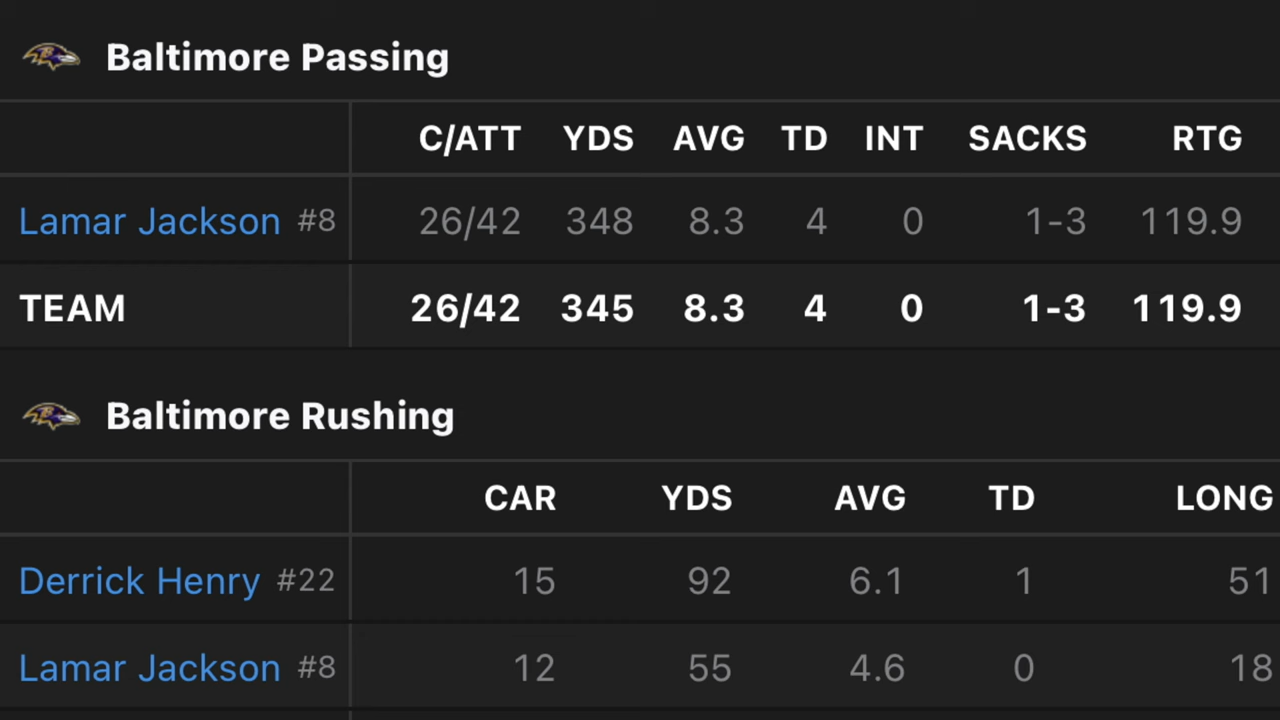 Baltimore Passing
C/ATT YDS AVG TD INT SACKS RTG
Lamar Jackson #8 26/42 348 8.3 4 0 1-3 119.9
TEAM 26/42 345 8.3 4 0 1-3 119.9
Baltimore Rushing
CAR YDS AVG TD LONG
Derrick Henry #22 15 92 6.1 1 51
Lamar Jackson #8 12 55 4.6 0 18